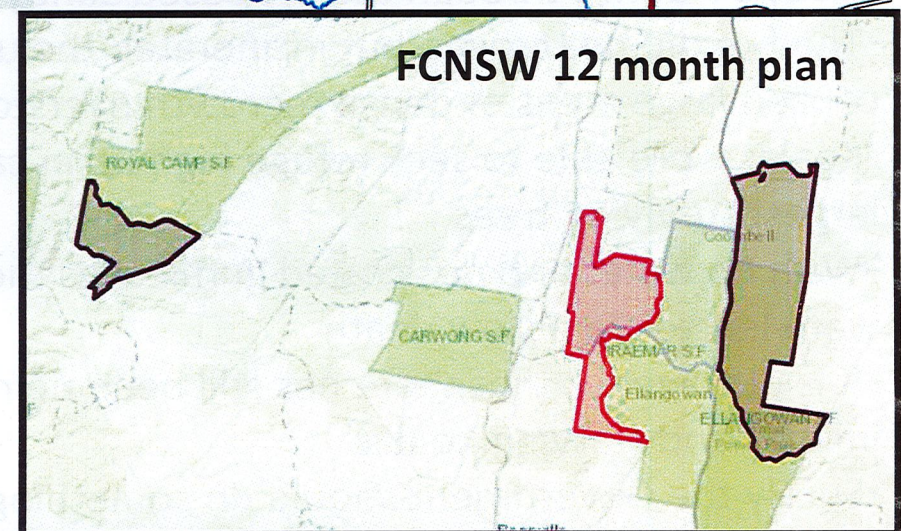 FCNSW 12 month plan
ROYAL CAMP S.F
Coombell
CARWONG S.F
BRAEMAR S.F
Ellangowan
ELLANGOWAN S.F